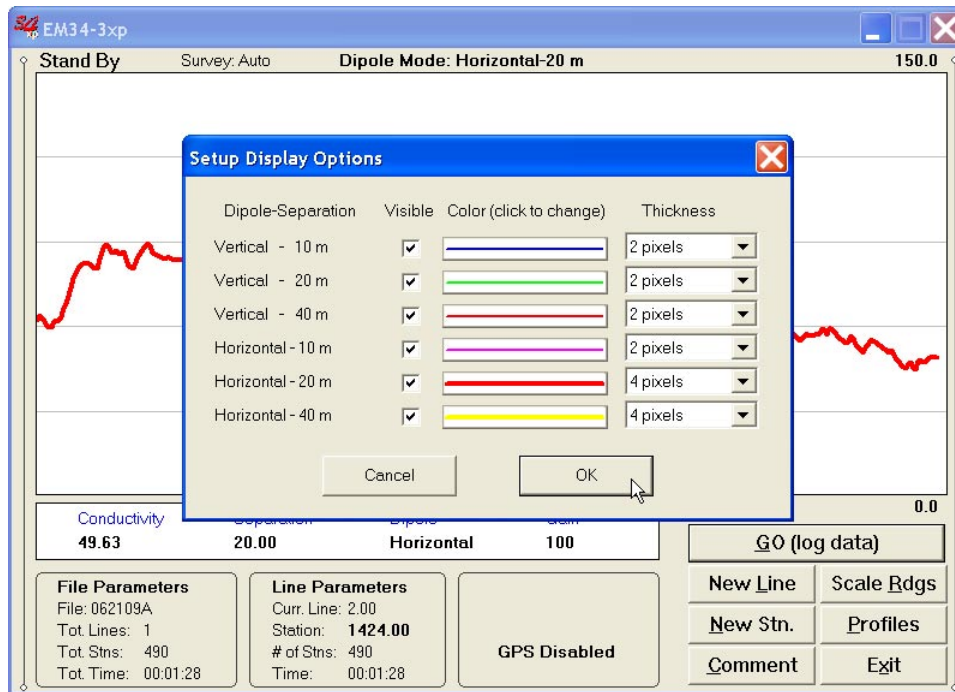 34 xp EM34-3xp
Stand By Survey: Auto Dipole Mode: Horizontal-20 m 150.0
Setup Display Options
Dipole-Separation Visible Color (click to change) Thickness
Vertical - 10 m 2 pixels
Vertical - 20 m 2 pixels
Vertical - 40 m 2 pixels
Horizontal - 10 m 2 pixels
Horizontal - 20 m 4 pixels
Horizontal - 40 m 4 pixels
Cancel OK
0.0
Conductivity Separation Dipole Gain
49.63 20.00 Horizontal 100
GO (log data)
File Parameters
File: 062109A
Tot. Lines: 1
Tot. Stns: 490
Tot. Time: 00:01:28
Line Parameters
Curr. Line: 2.00
Station: 1424.00
# of Stns: 490
Time: 00:01:28
GPS Disabled
New Line Scale Rdgs
New Stn. Profiles
Comment Exit